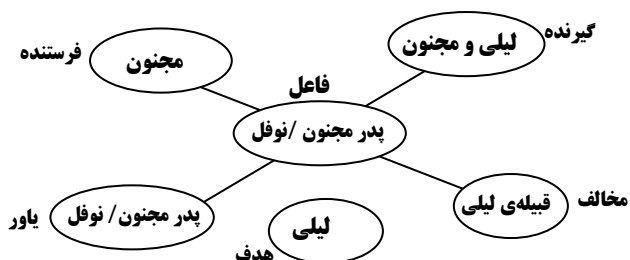 گیرنده
لیلی و مجنون
فرستنده
مجنون
فاعل
پدر مجنون /نوفل
مخالف
قبیله‌ی لیلی
یاور
پدر مجنون/ نوفل
لیلی
هدف